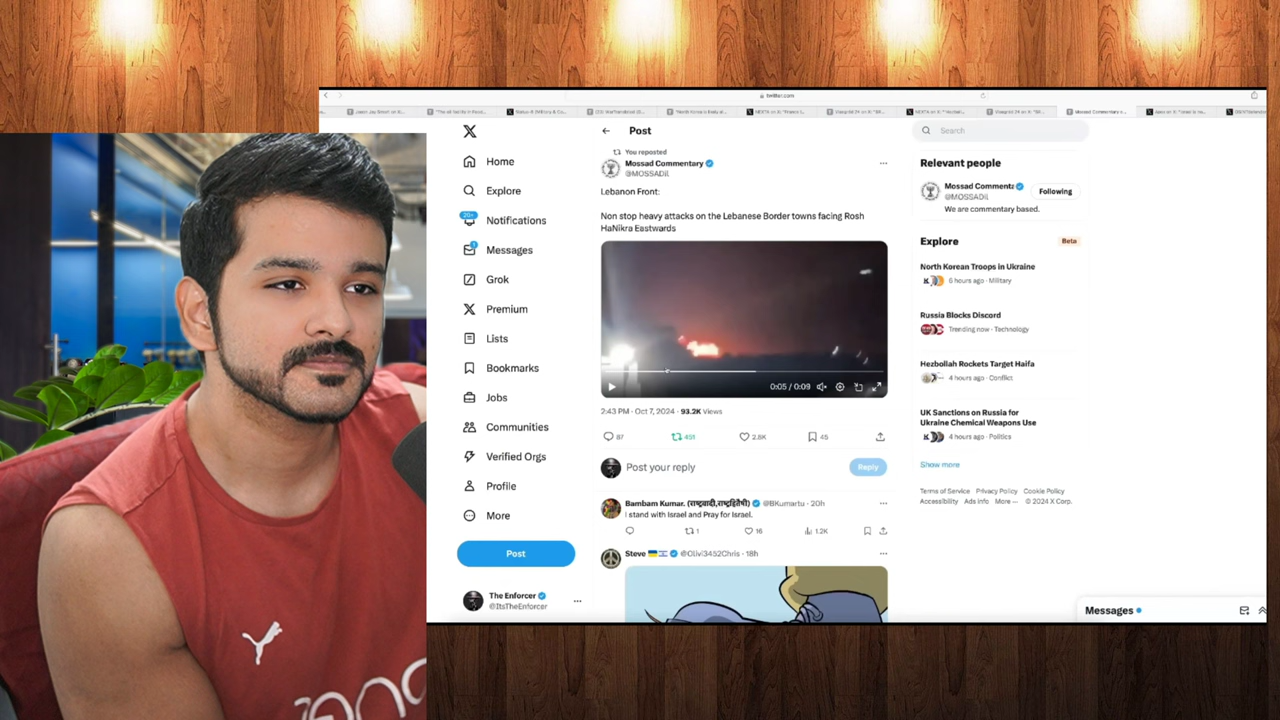 twitter.com
Home
Explore
20+
Notifications
1
Messages
Grok
Premium
Lists
Bookmarks
Jobs
Communities
Verified Orgs
Profile
More
Post
The Enforcer
@ItsTheEnforcer
Post
You reposted
Mossad Commentary
@MOSSADil
Lebanon Front:
Non stop heavy attacks on the Lebanese Border towns facing Rosh
HaNikra Eastwards
0:05 / 0:09
2:43 PM · Oct 7, 2024 · 93.2K Views
87 451 2.8K 45
Post your reply
Reply
Bambam Kumar. (राष्ट्रवादी,राष्ट्रहितैषी) @BKumartu · 20h
I stand with Israel and Pray for Israel.
1 16 1.2K
Steve @Olivi3452Chris · 18h
Search
Relevant people
Mossad Commenta
@MOSSADil
Following
We are commentary based.
Explore
Beta
North Korean Troops in Ukraine
6 hours ago · Military
Russia Blocks Discord
Trending now · Technology
Hezbollah Rockets Target Haifa
4 hours ago · Conflict
UK Sanctions on Russia for
Ukraine Chemical Weapons Use
4 hours ago · Politics
Show more
Terms of Service Privacy Policy Cookie Policy
Accessibility Ads info More ··· © 2024 X Corp.
Messages